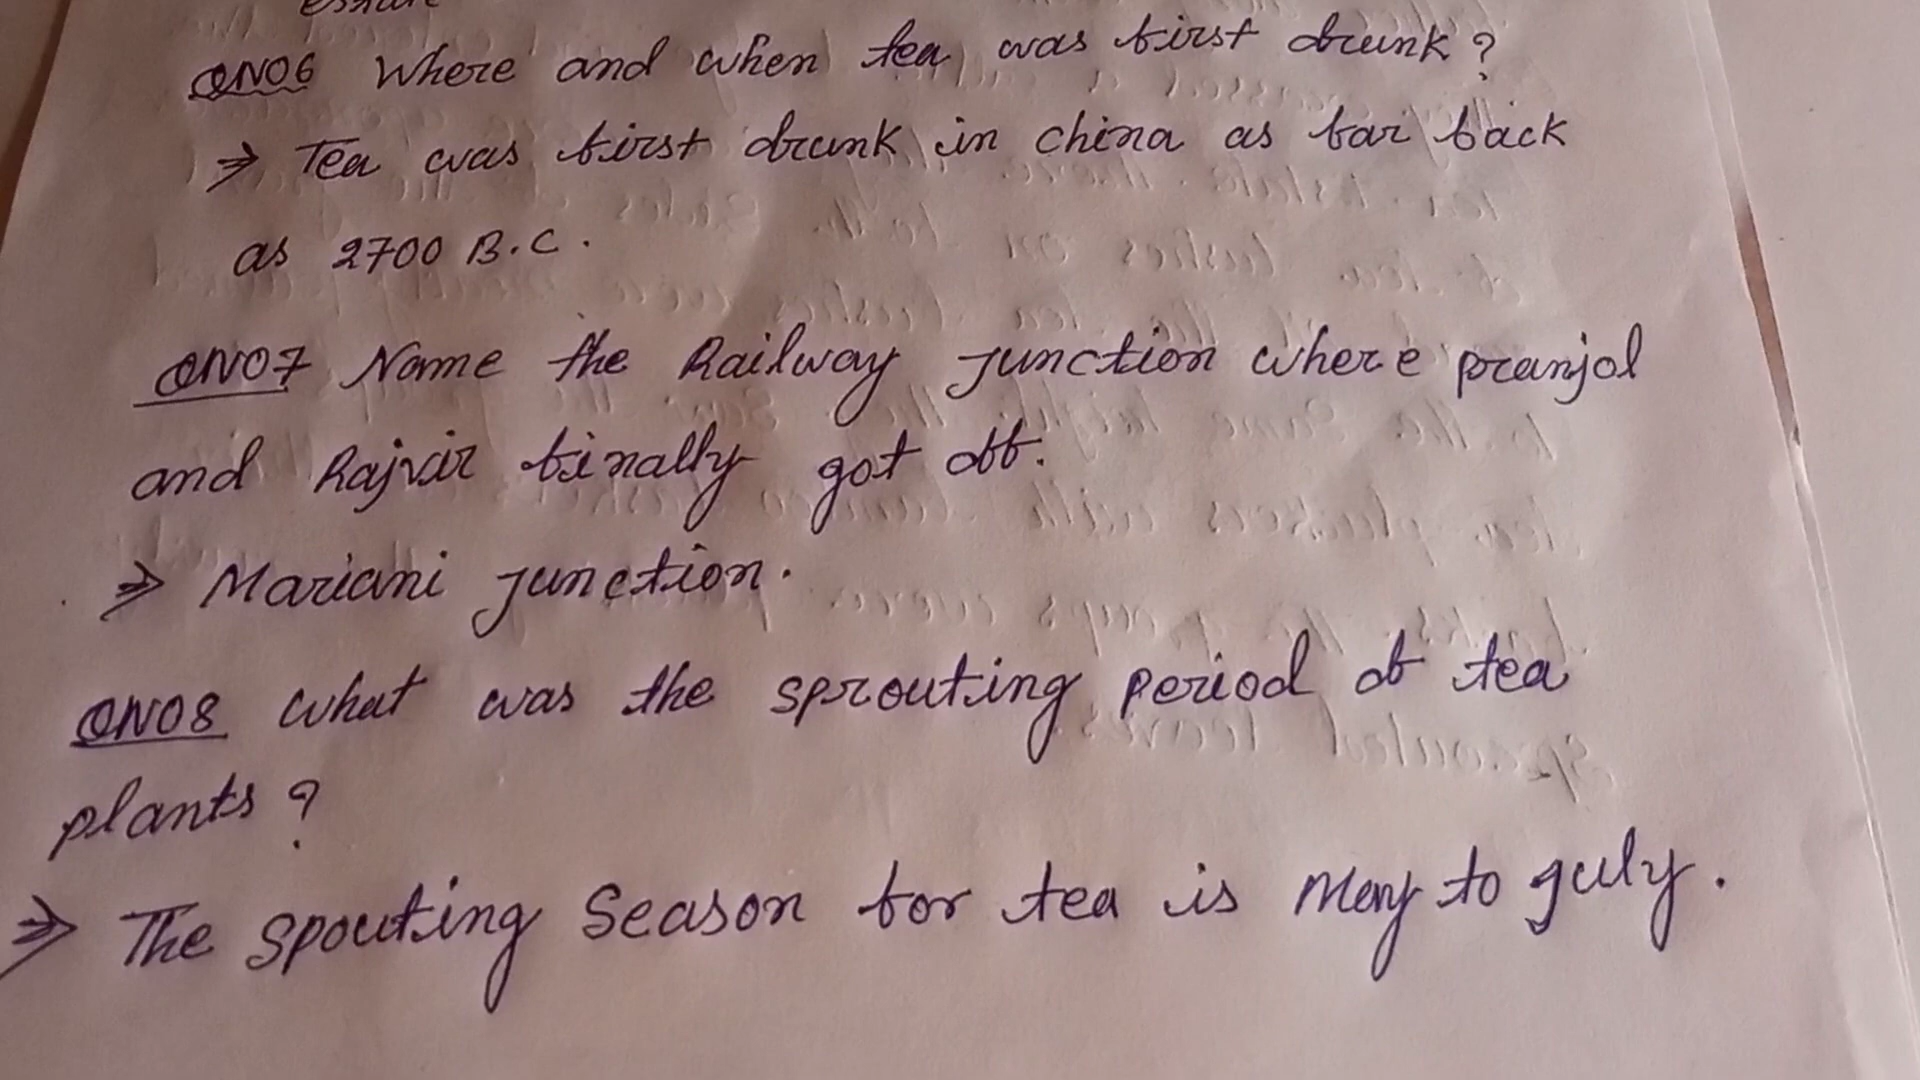 QNO6 Where and when tea was first drunk?
⇒ Tea was first drunk in china as far back
as 2700 B.C.
QNO7 Name the Railway Junction where pranjol
and Rajvir finally got off.
⇒ Mariani Junction.
QNO8 What was the sprouting period of tea
plants?
⇒ The spouting Season for tea is May to july.